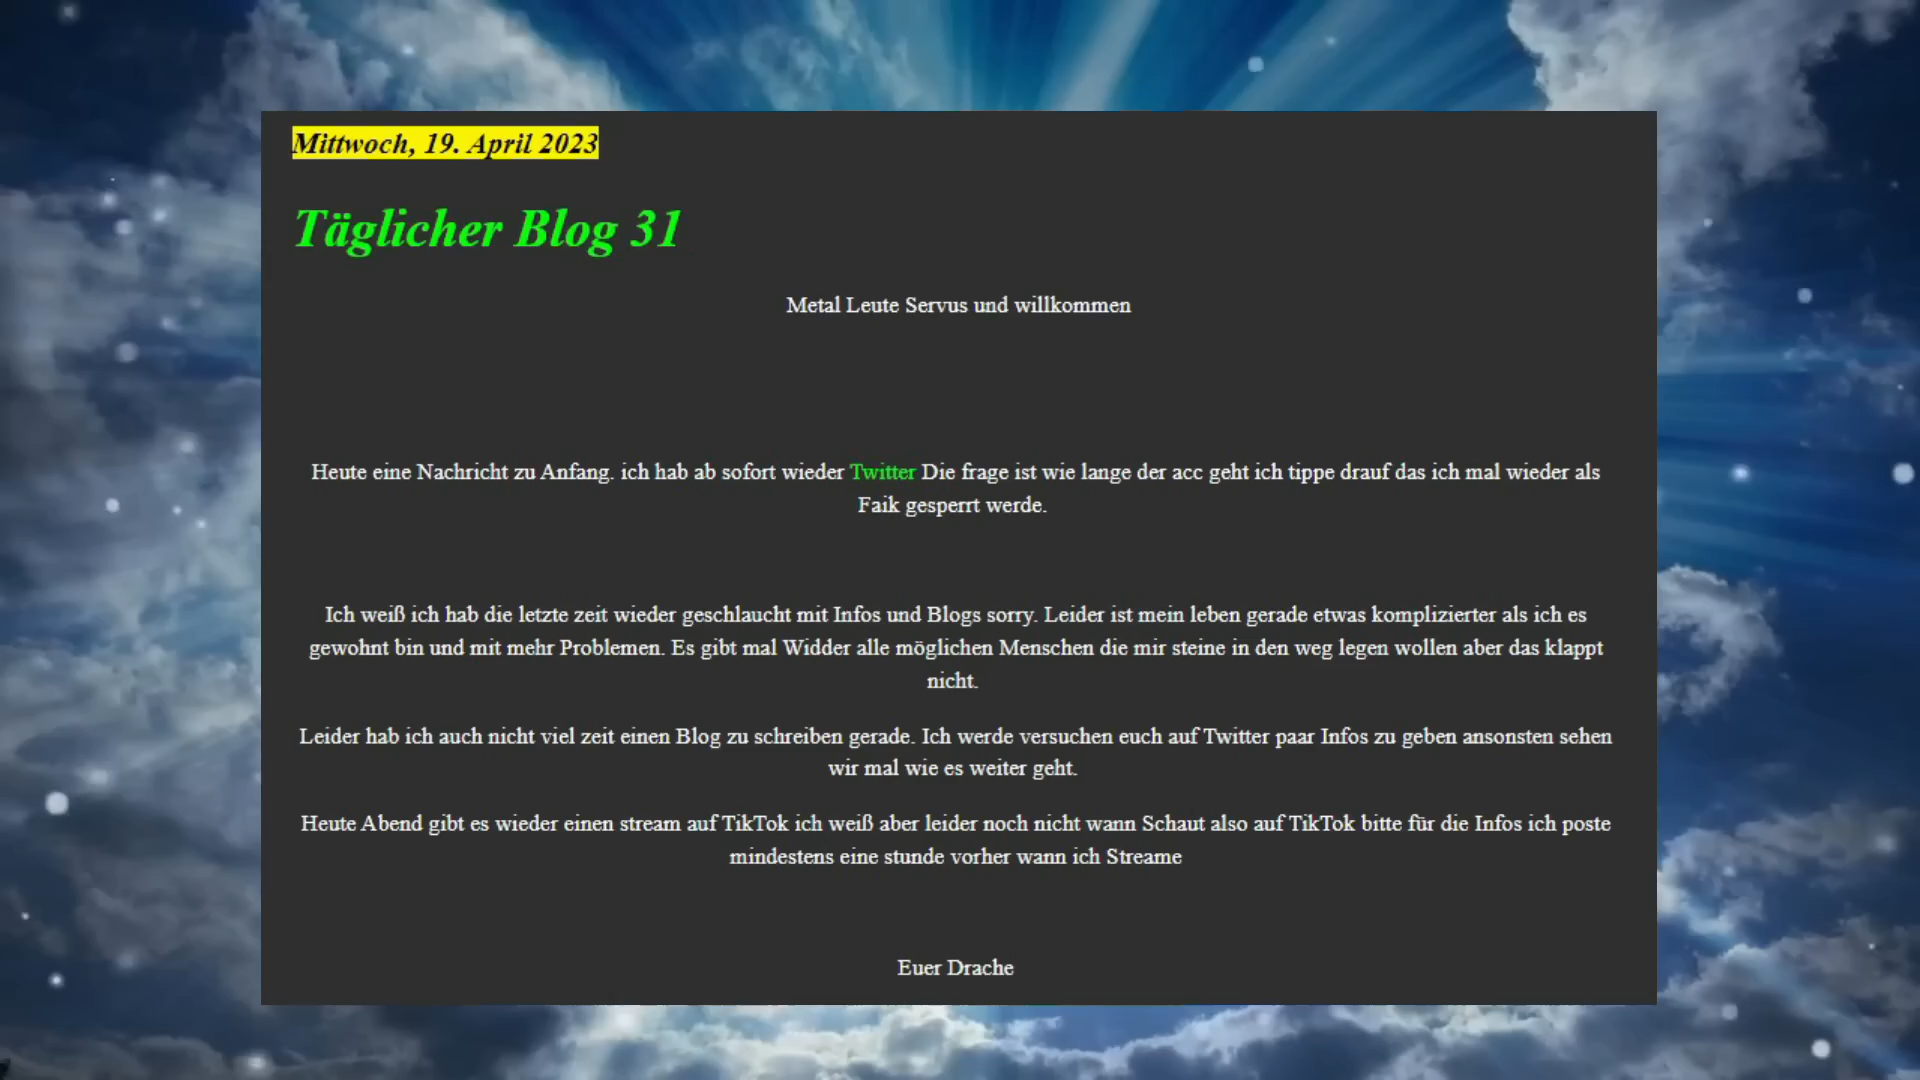 Mittwoch, 19. April 2023
Täglicher Blog 31
Metal Leute Servus und willkommen
Heute eine Nachricht zu Anfang. ich hab ab sofort wieder Twitter Die frage ist wie lange der acc geht ich tippe drauf das ich mal wieder als
Faik gesperrt werde.
Ich weiß ich hab die letzte zeit wieder geschlaucht mit Infos und Blogs sorry. Leider ist mein leben gerade etwas komplizierter als ich es
gewohnt bin und mit mehr Problemen. Es gibt mal Widder alle möglichen Menschen die mir steine in den weg legen wollen aber das klappt
nicht.
Leider hab ich auch nicht viel zeit einen Blog zu schreiben gerade. Ich werde versuchen euch auf Twitter paar Infos zu geben ansonsten sehen
wir mal wie es weiter geht.
Heute Abend gibt es wieder einen stream auf TikTok ich weiß aber leider noch nicht wann Schaut also auf TikTok bitte für die Infos ich poste
mindestens eine stunde vorher wann ich Streame
Euer Drache